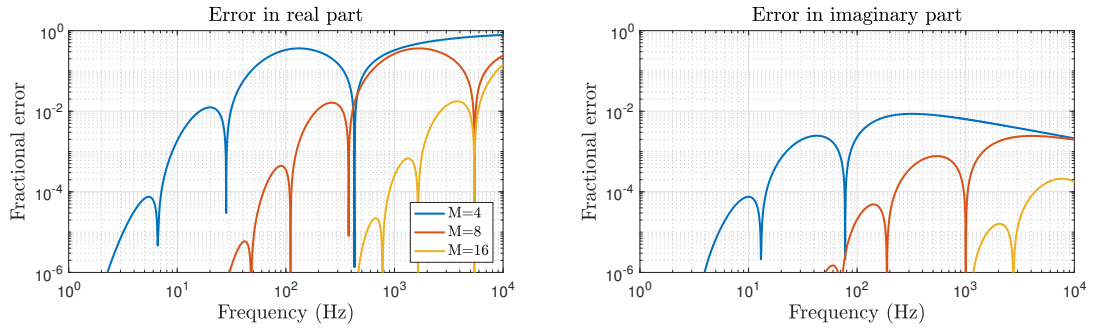 Error in real part
10^0
10^-2
10^-4
10^-6
Fractional error
10^0 10^1 10^2 10^3 10^4
Frequency (Hz)
M=4
M=8
M=16
Error in imaginary part
10^0
10^-2
10^-4
10^-6
Fractional error
10^0 10^1 10^2 10^3 10^4
Frequency (Hz)